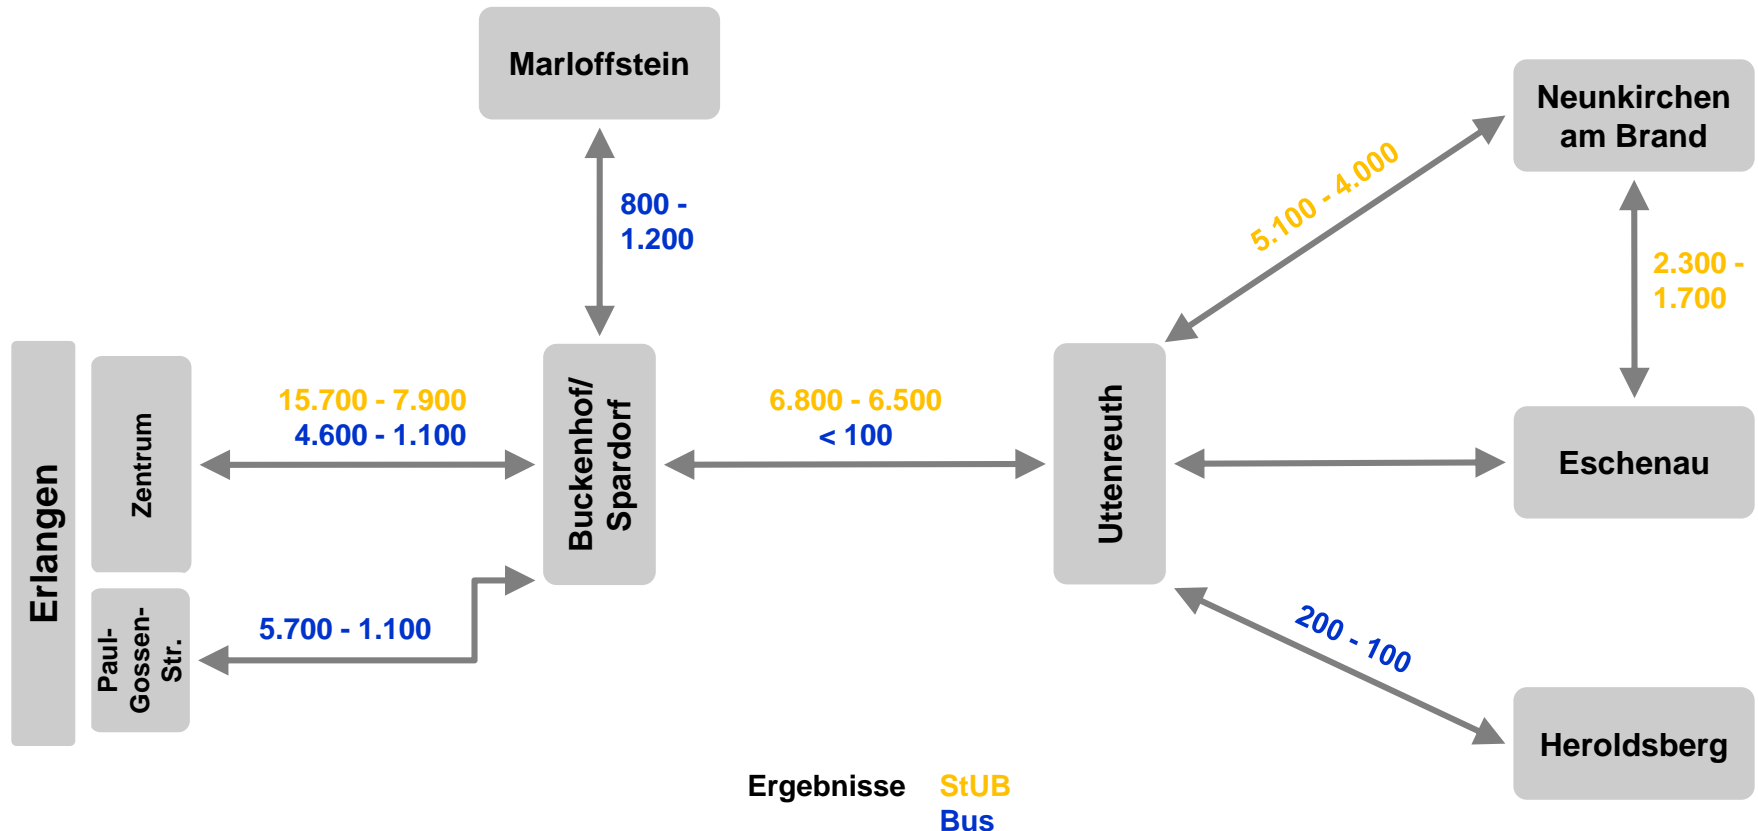 Marloffstein
Neunkirchen
am Brand
800 -
1.200
5.100 - 4.000
2.300 -
1.700
Erlangen
Zentrum
15.700 - 7.900
4.600 - 1.100
Buckenhof/
Spardorf
6.800 - 6.500
< 100
Uttenreuth
Eschenau
Paul-
Gossen-
Str.
5.700 - 1.100
200 - 100
Heroldsberg
Ergebnisse StUB
Bus